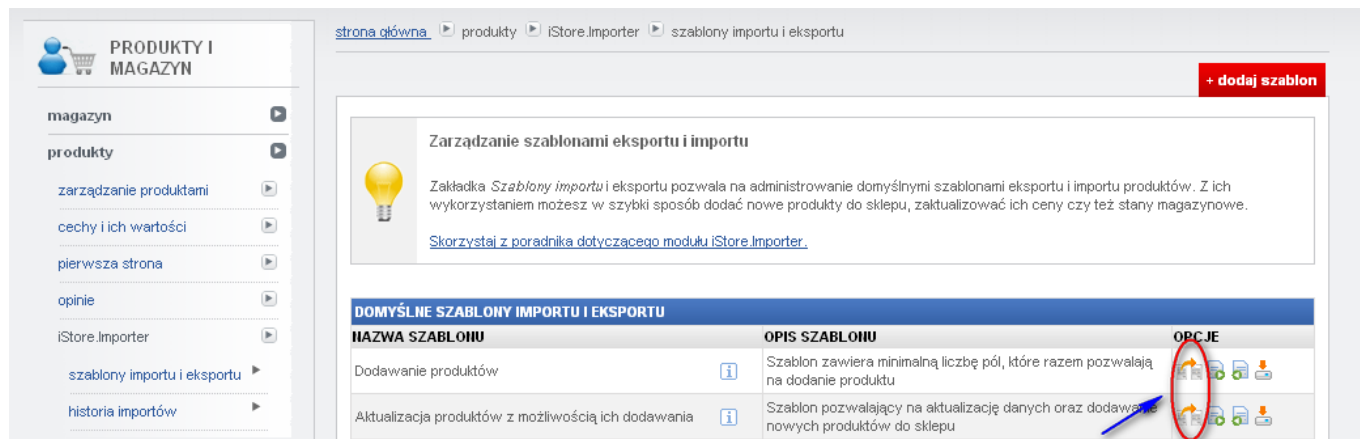 strona główna produkty iStore.Importer szablony importu i eksportu
PRODUKTY I
MAGAZYN
+ dodaj szablon
magazyn
produkty
zarządzanie produktami
cechy i ich wartości
pierwsza strona
opinie
iStore.Importer
szablony importu i eksportu
historia importów
Zarządzanie szablonami eksportu i importu
Zakładka Szablony importu i eksportu pozwala na administrowanie domyślnymi szablonami eksportu i importu produktów. Z ich
wykorzystaniem możesz w szybki sposób dodać nowe produkty do sklepu, zaktualizować ich ceny czy też stany magazynowe.
Skorzystaj z poradnika dotyczącego modułu iStore.Importer.
DOMYŚLNE SZABLONY IMPORTU I EKSPORTU
NAZWA SZABLONU OPIS SZABLONU OPCJE
Dodawanie produktów
Szablon zawiera minimalną liczbę pól, które razem pozwalają
na dodanie produktu
Aktualizacja produktów z możliwością ich dodawania
Szablon pozwalający na aktualizację danych oraz dodawanie
nowych produktów do sklepu